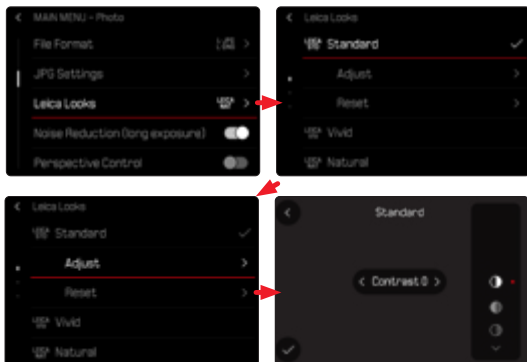 MAIN MENU - Photo
File Format
JPG Settings
Leica Looks
Noise Reduction (long exposure)
Perspective Control
Leica Looks
Standard
Adjust
Reset
Vivid
Natural
Leica Looks
Standard
Adjust
Reset
Vivid
Natural
Standard
Contrast 0